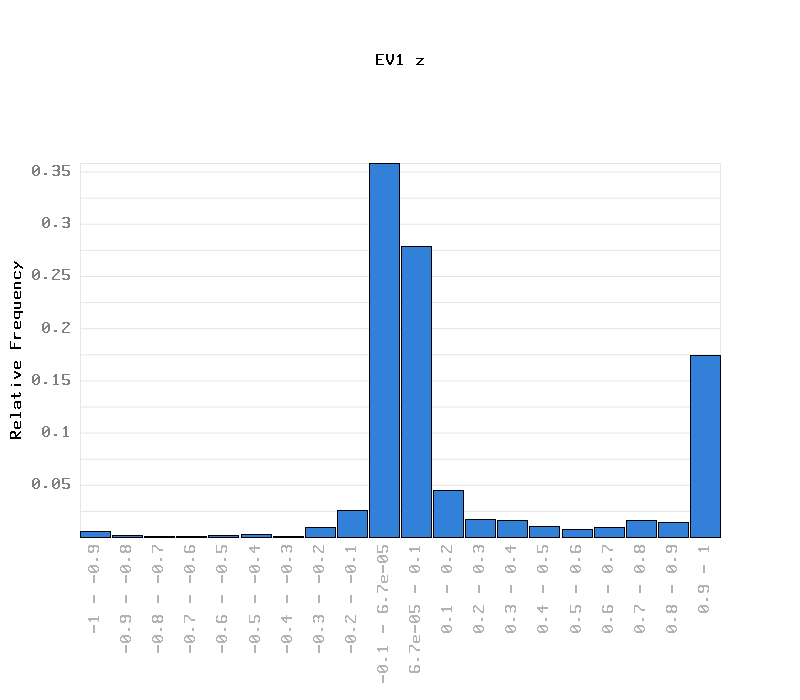 EV1 z
0.35
0.3
0.25
0.2
0.15
0.1
0.05
Relative Frequency
-1 - -0.9
-0.9 - -0.8
-0.8 - -0.7
-0.7 - -0.6
-0.6 - -0.5
-0.5 - -0.4
-0.4 - -0.3
-0.3 - -0.2
-0.2 - -0.1
-0.1 - 6.7e-05
6.7e-05 - 0.1
0.1 - 0.2
0.2 - 0.3
0.3 - 0.4
0.4 - 0.5
0.5 - 0.6
0.6 - 0.7
0.7 - 0.8
0.8 - 0.9
0.9 - 1